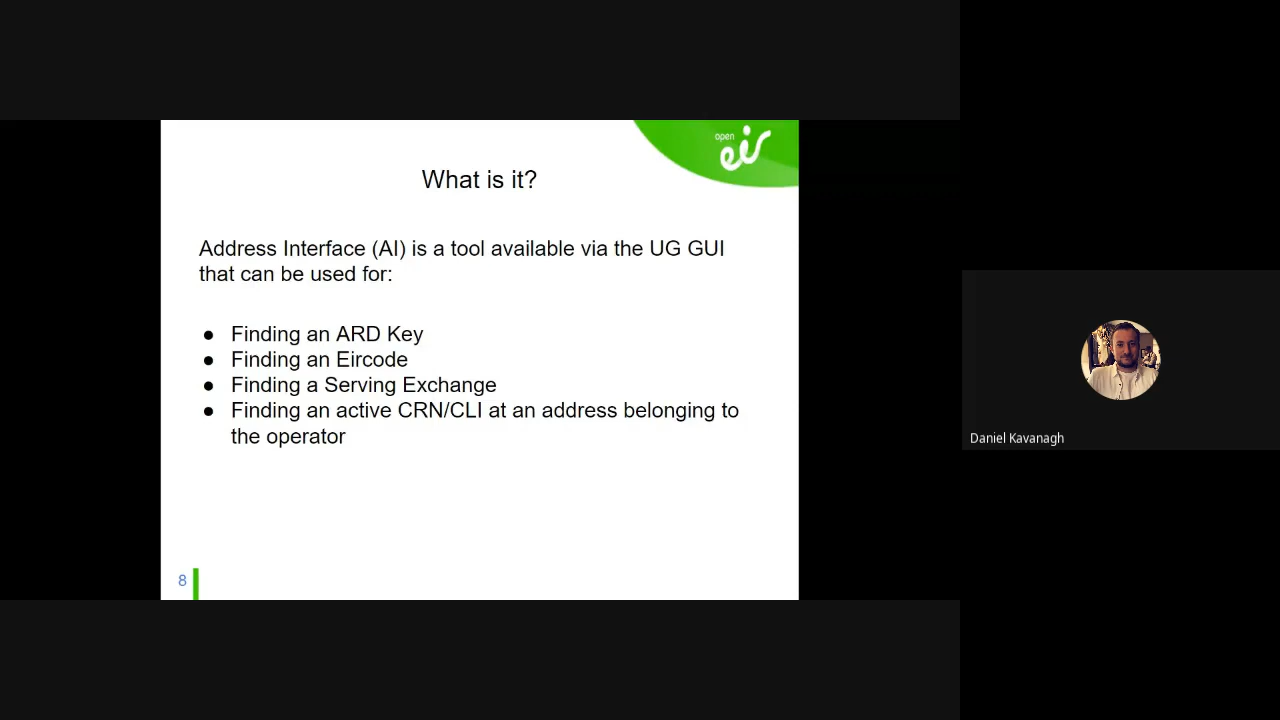 open
eir
What is it?
Address Interface (AI) is a tool available via the UG GUI
that can be used for:
● Finding an ARD Key
● Finding an Eircode
● Finding a Serving Exchange
● Finding an active CRN/CLI at an address belonging to
the operator
8
Daniel Kavanagh